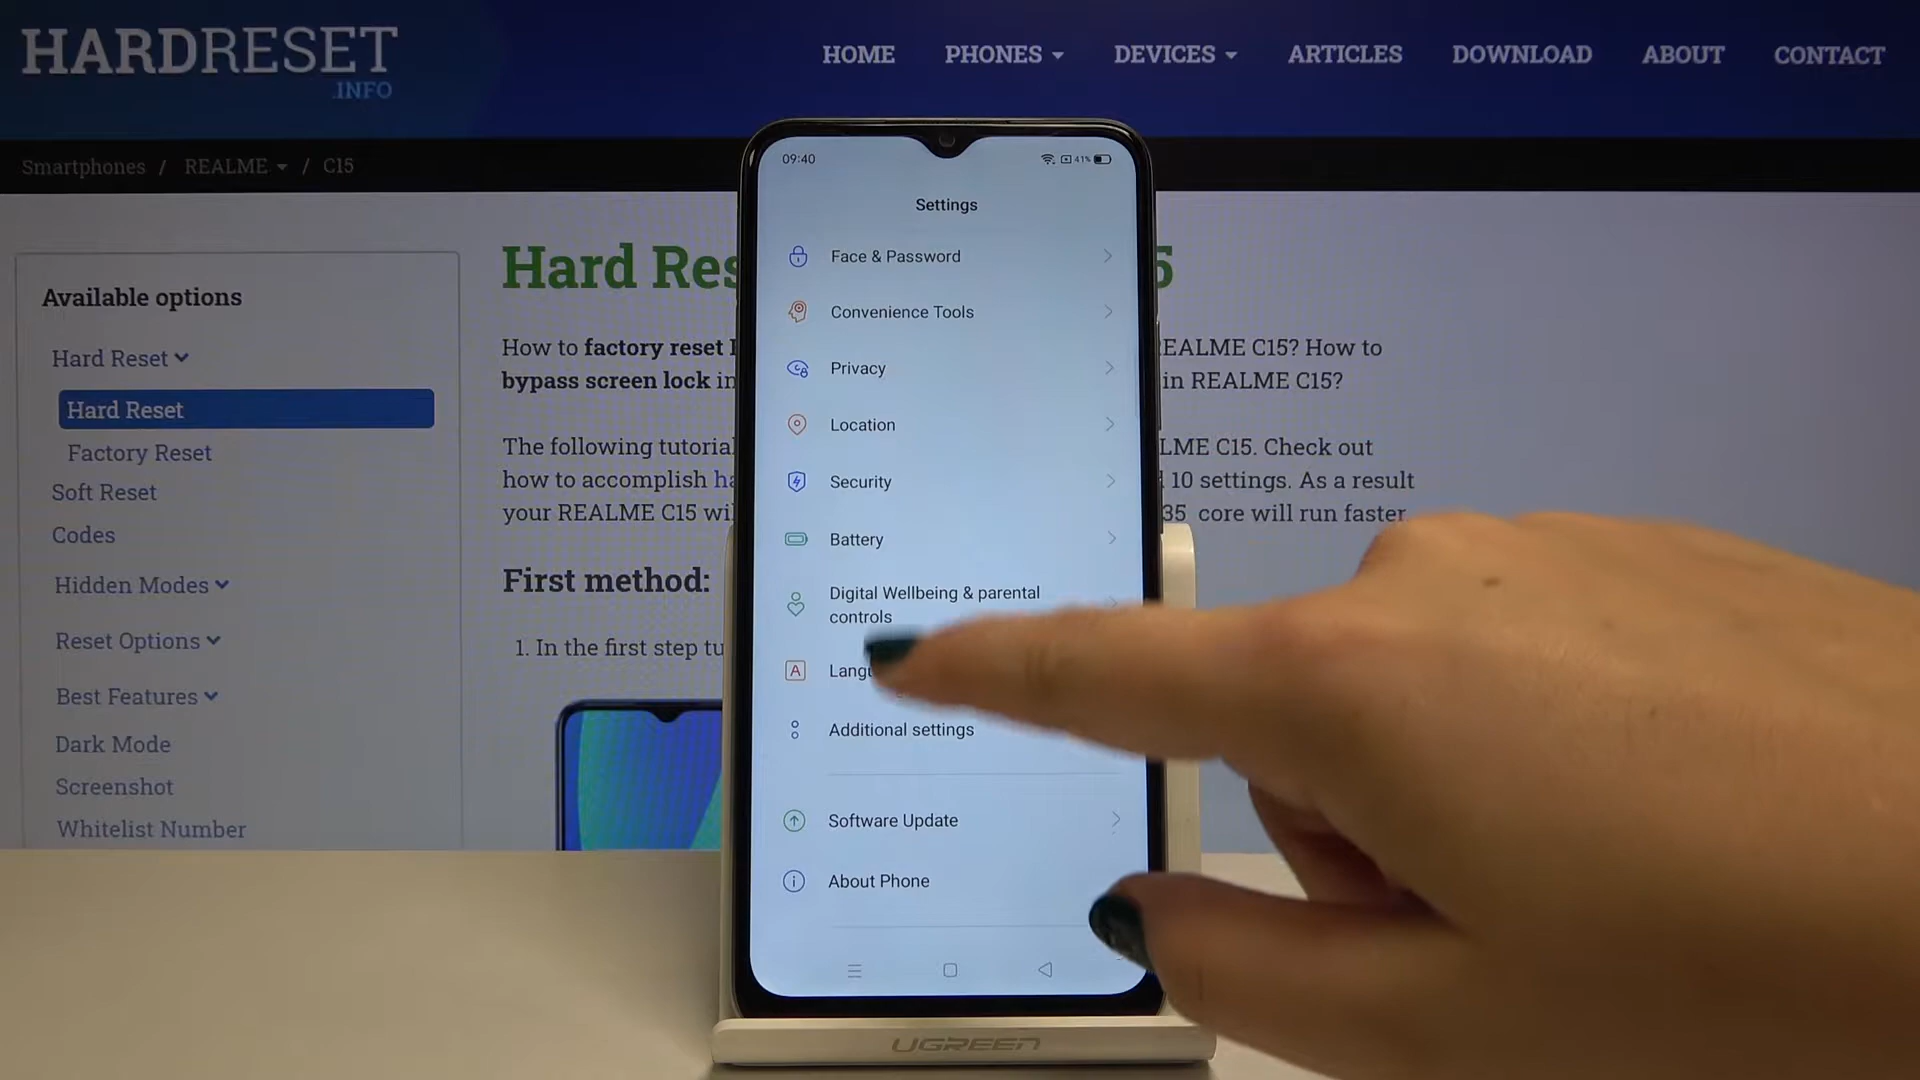 HARDRESET
.INFO
HOME PHONES DEVICES ARTICLES DOWNLOAD ABOUT CONTACT
Smartphones / REALME / C15
Available options
Hard Reset
Hard Reset
Factory Reset
Soft Reset
Codes
Hidden Modes
Reset Options
Best Features
Dark Mode
Screenshot
Whitelist Number
Hard Res 5
How to factory reset REALME C15? How to
bypass screen lock in in REALME C15?
The following tutorial LME C15. Check out
how to accomplish 10 settings. As a result
your REALME C15 wil 35 core will run faster
First method:
1. In the first step tu
09:40 41%
Settings
Face & Password
Convenience Tools
Privacy
Location
Security
Battery
Digital Wellbeing & parental
controls
A Langu
Additional settings
Software Update
About Phone
UGREEN